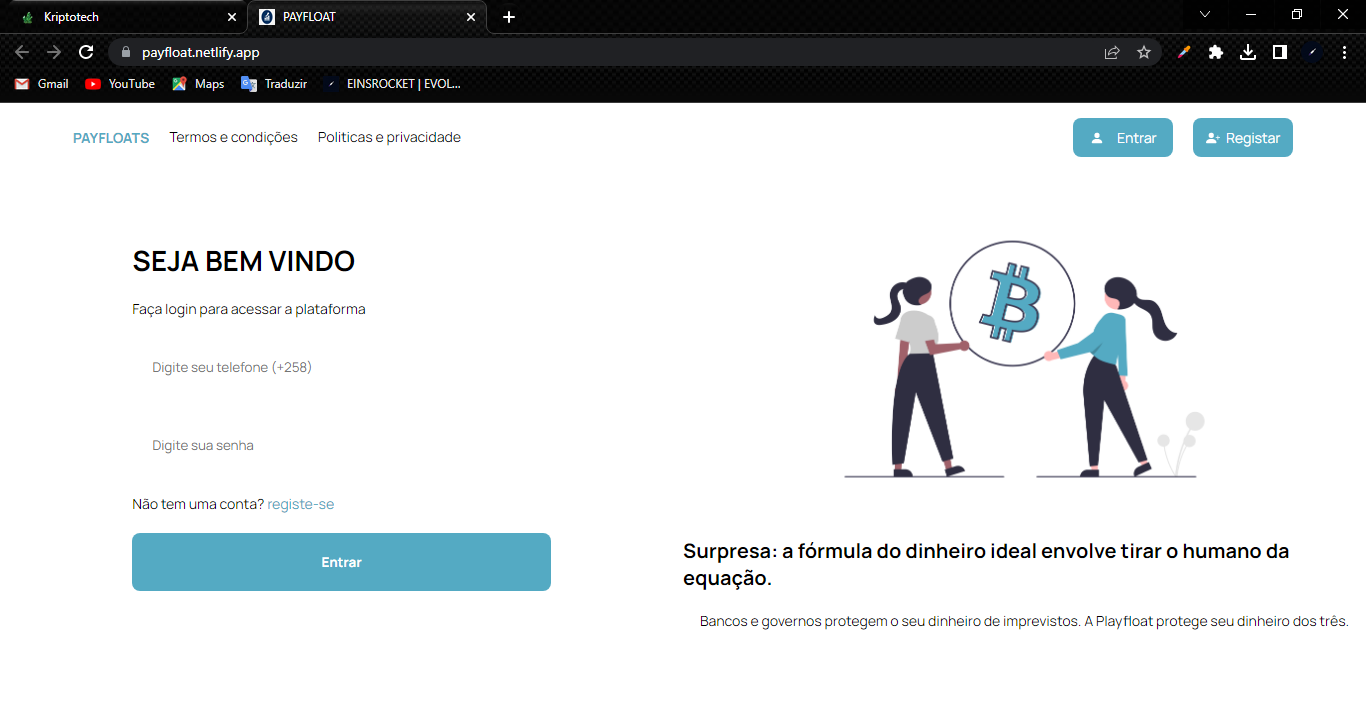 Kriptotech
PAYFLOAT
payfloat.netlify.app
Gmail YouTube Maps Traduzir EINSROCKET | EVOL...
PAYFLOATS Termos e condições Politicas e privacidade Entrar Registar
SEJA BEM VINDO
Faça login para acessar a plataforma
Digite seu telefone (+258)
Digite sua senha
Não tem uma conta? registe-se
Entrar
Surpresa: a fórmula do dinheiro ideal envolve tirar o humano da
equação.
Bancos e governos protegem o seu dinheiro de imprevistos. A Playfloat protege seu dinheiro dos três.